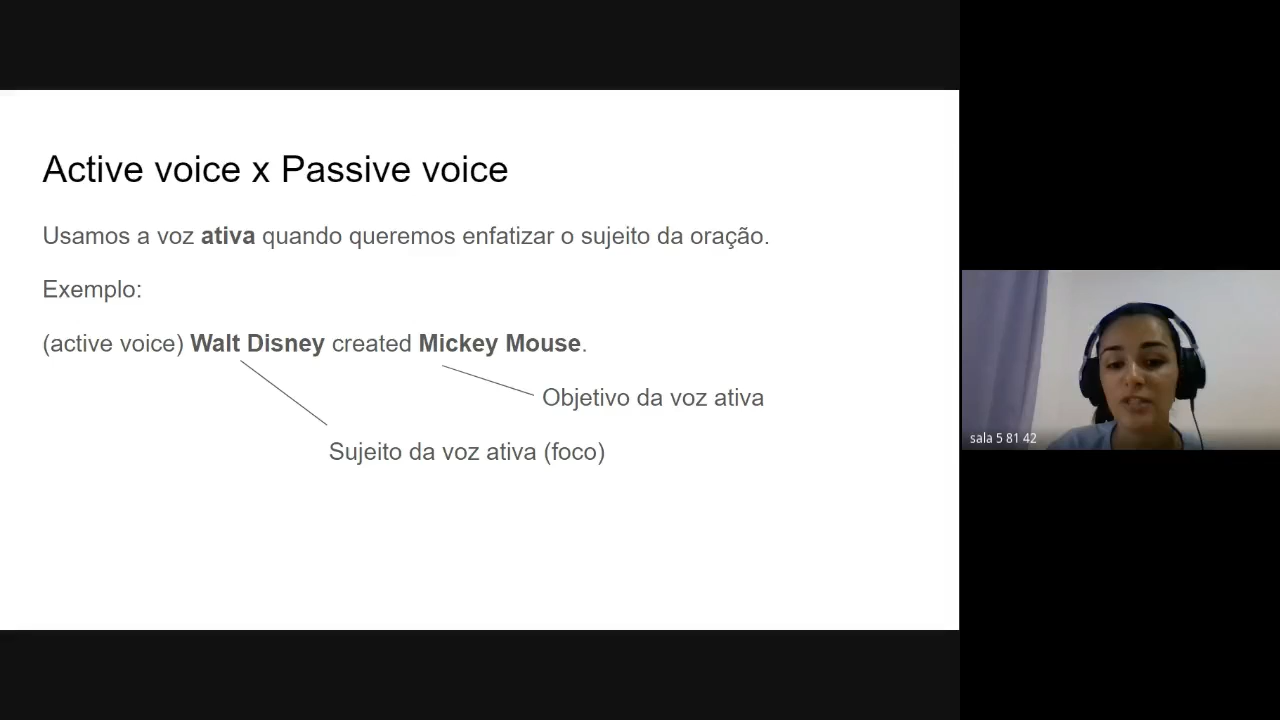 Active voice x Passive voice
Usamos a voz ativa quando queremos enfatizar o sujeito da oração.
Exemplo:
(active voice) Walt Disney created Mickey Mouse.
Objetivo da voz ativa
Sujeito da voz ativa (foco)
sala 5 81 42